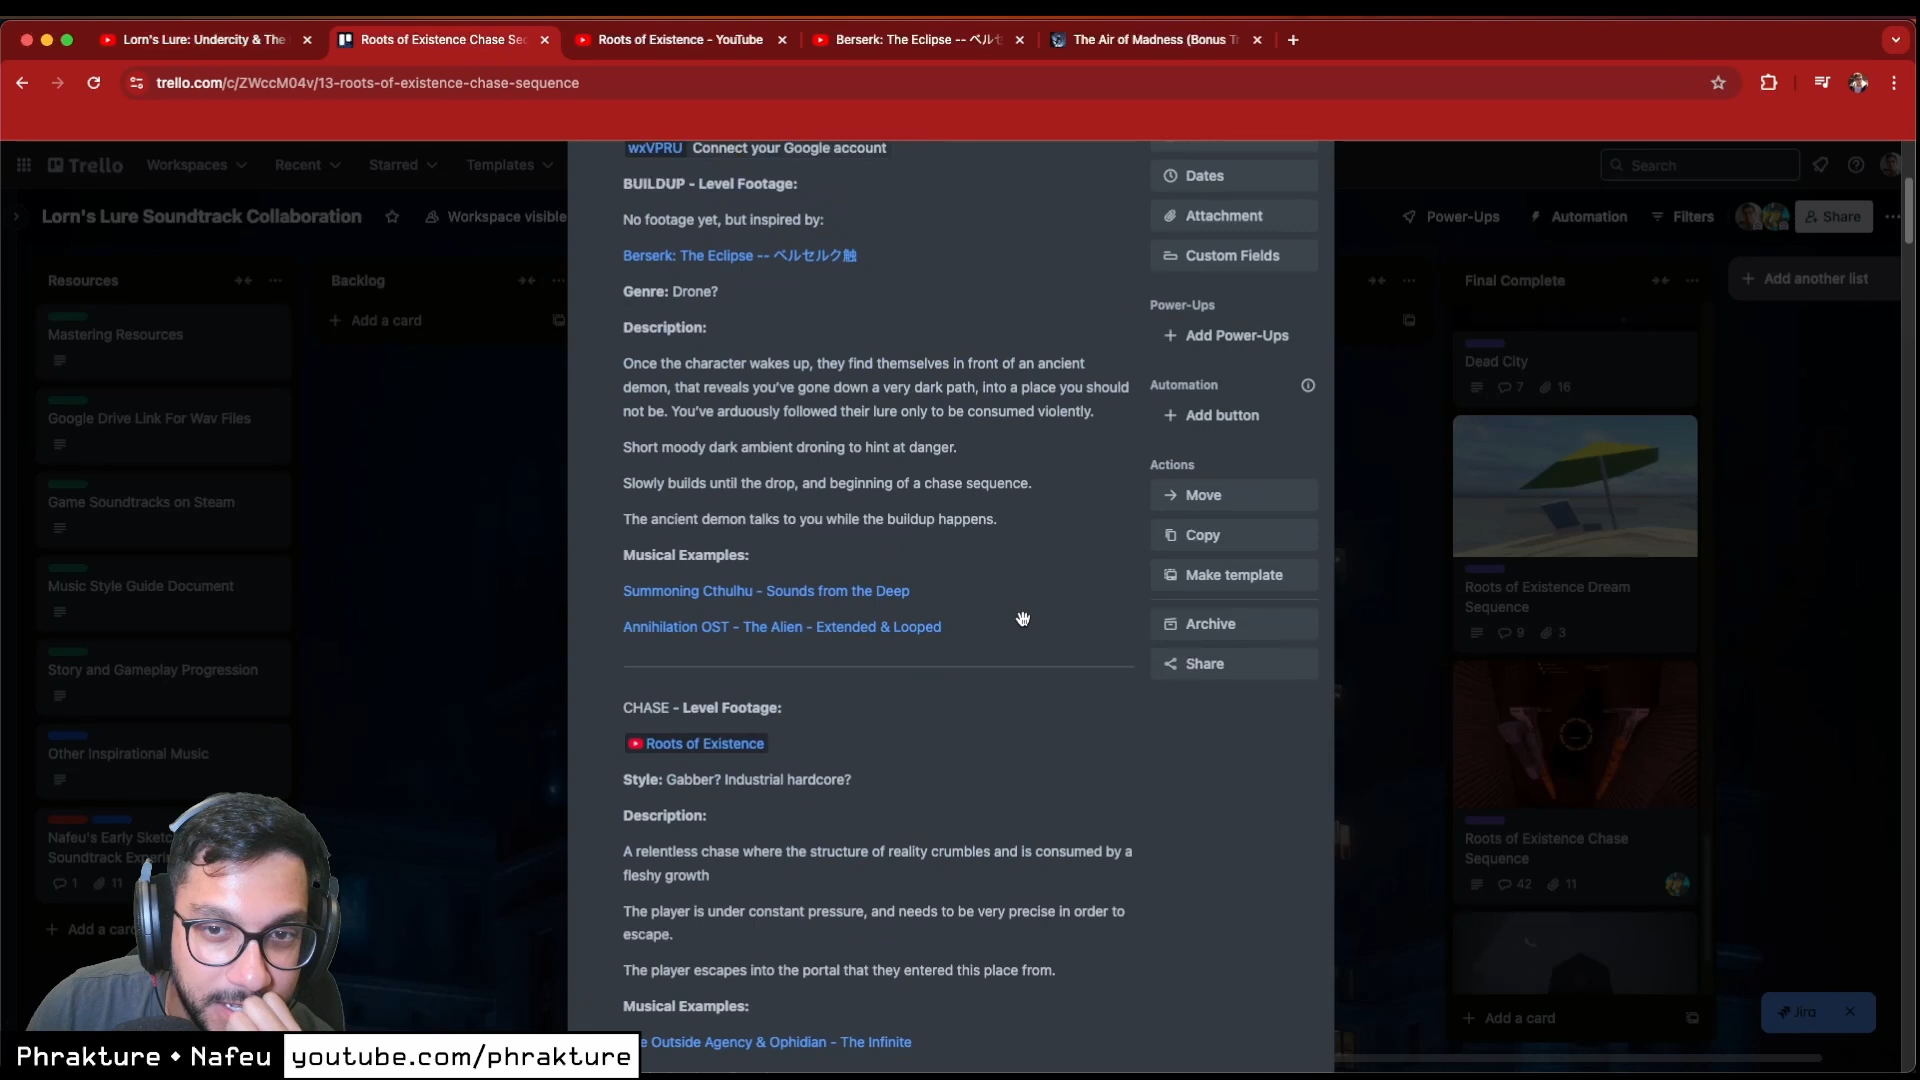 Lorn's Lure: Undercity & The
Roots of Existence Chase Sec
Roots of Existence - YouTube
Berserk: The Eclipse -- ベルセ
The Air of Madness (Bonus Tr
trello.com/c/ZWccM04v/13-roots-of-existence-chase-sequence
Trello
Workspaces
Recent
Starred
Templates
Search
Lorn's Lure Soundtrack Collaboration
Workspace visible
Power-Ups
Automation
Filters
Share
Resources
Mastering Resources
Google Drive Link For Wav Files
Game Soundtracks on Steam
Music Style Guide Document
Story and Gameplay Progression
Other Inspirational Music
Nafeu's Early Sketc
Soundtrack Experi
1
11
Add a card
Backlog
Add a card
wxVPRU Connect your Google account
BUILDUP - Level Footage:
No footage yet, but inspired by:
Berserk: The Eclipse -- ベルセルク触
Genre: Drone?
Description:
Once the character wakes up, they find themselves in front of an ancient
demon, that reveals you've gone down a very dark path, into a place you should
not be. You've arduously followed their lure only to be consumed violently.
Short moody dark ambient droning to hint at danger.
Slowly builds until the drop, and beginning of a chase sequence.
The ancient demon talks to you while the buildup happens.
Musical Examples:
Summoning Cthulhu - Sounds from the Deep
Annihilation OST - The Alien - Extended & Looped
CHASE - Level Footage:
Roots of Existence
Style: Gabber? Industrial hardcore?
Description:
A relentless chase where the structure of reality crumbles and is consumed by a
fleshy growth
The player is under constant pressure, and needs to be very precise in order to
escape.
The player escapes into the portal that they entered this place from.
Musical Examples:
e Outside Agency & Ophidian - The Infinite
Dates
Attachment
Custom Fields
Power-Ups
Add Power-Ups
Automation
Add button
Actions
Move
Copy
Make template
Archive
Share
Final Complete
Dead City
7
16
Roots of Existence Dream
Sequence
9
3
Roots of Existence Chase
Sequence
42
11
Add a card
Add another list
Jira
Phrakture • Nafeu youtube.com/phrakture